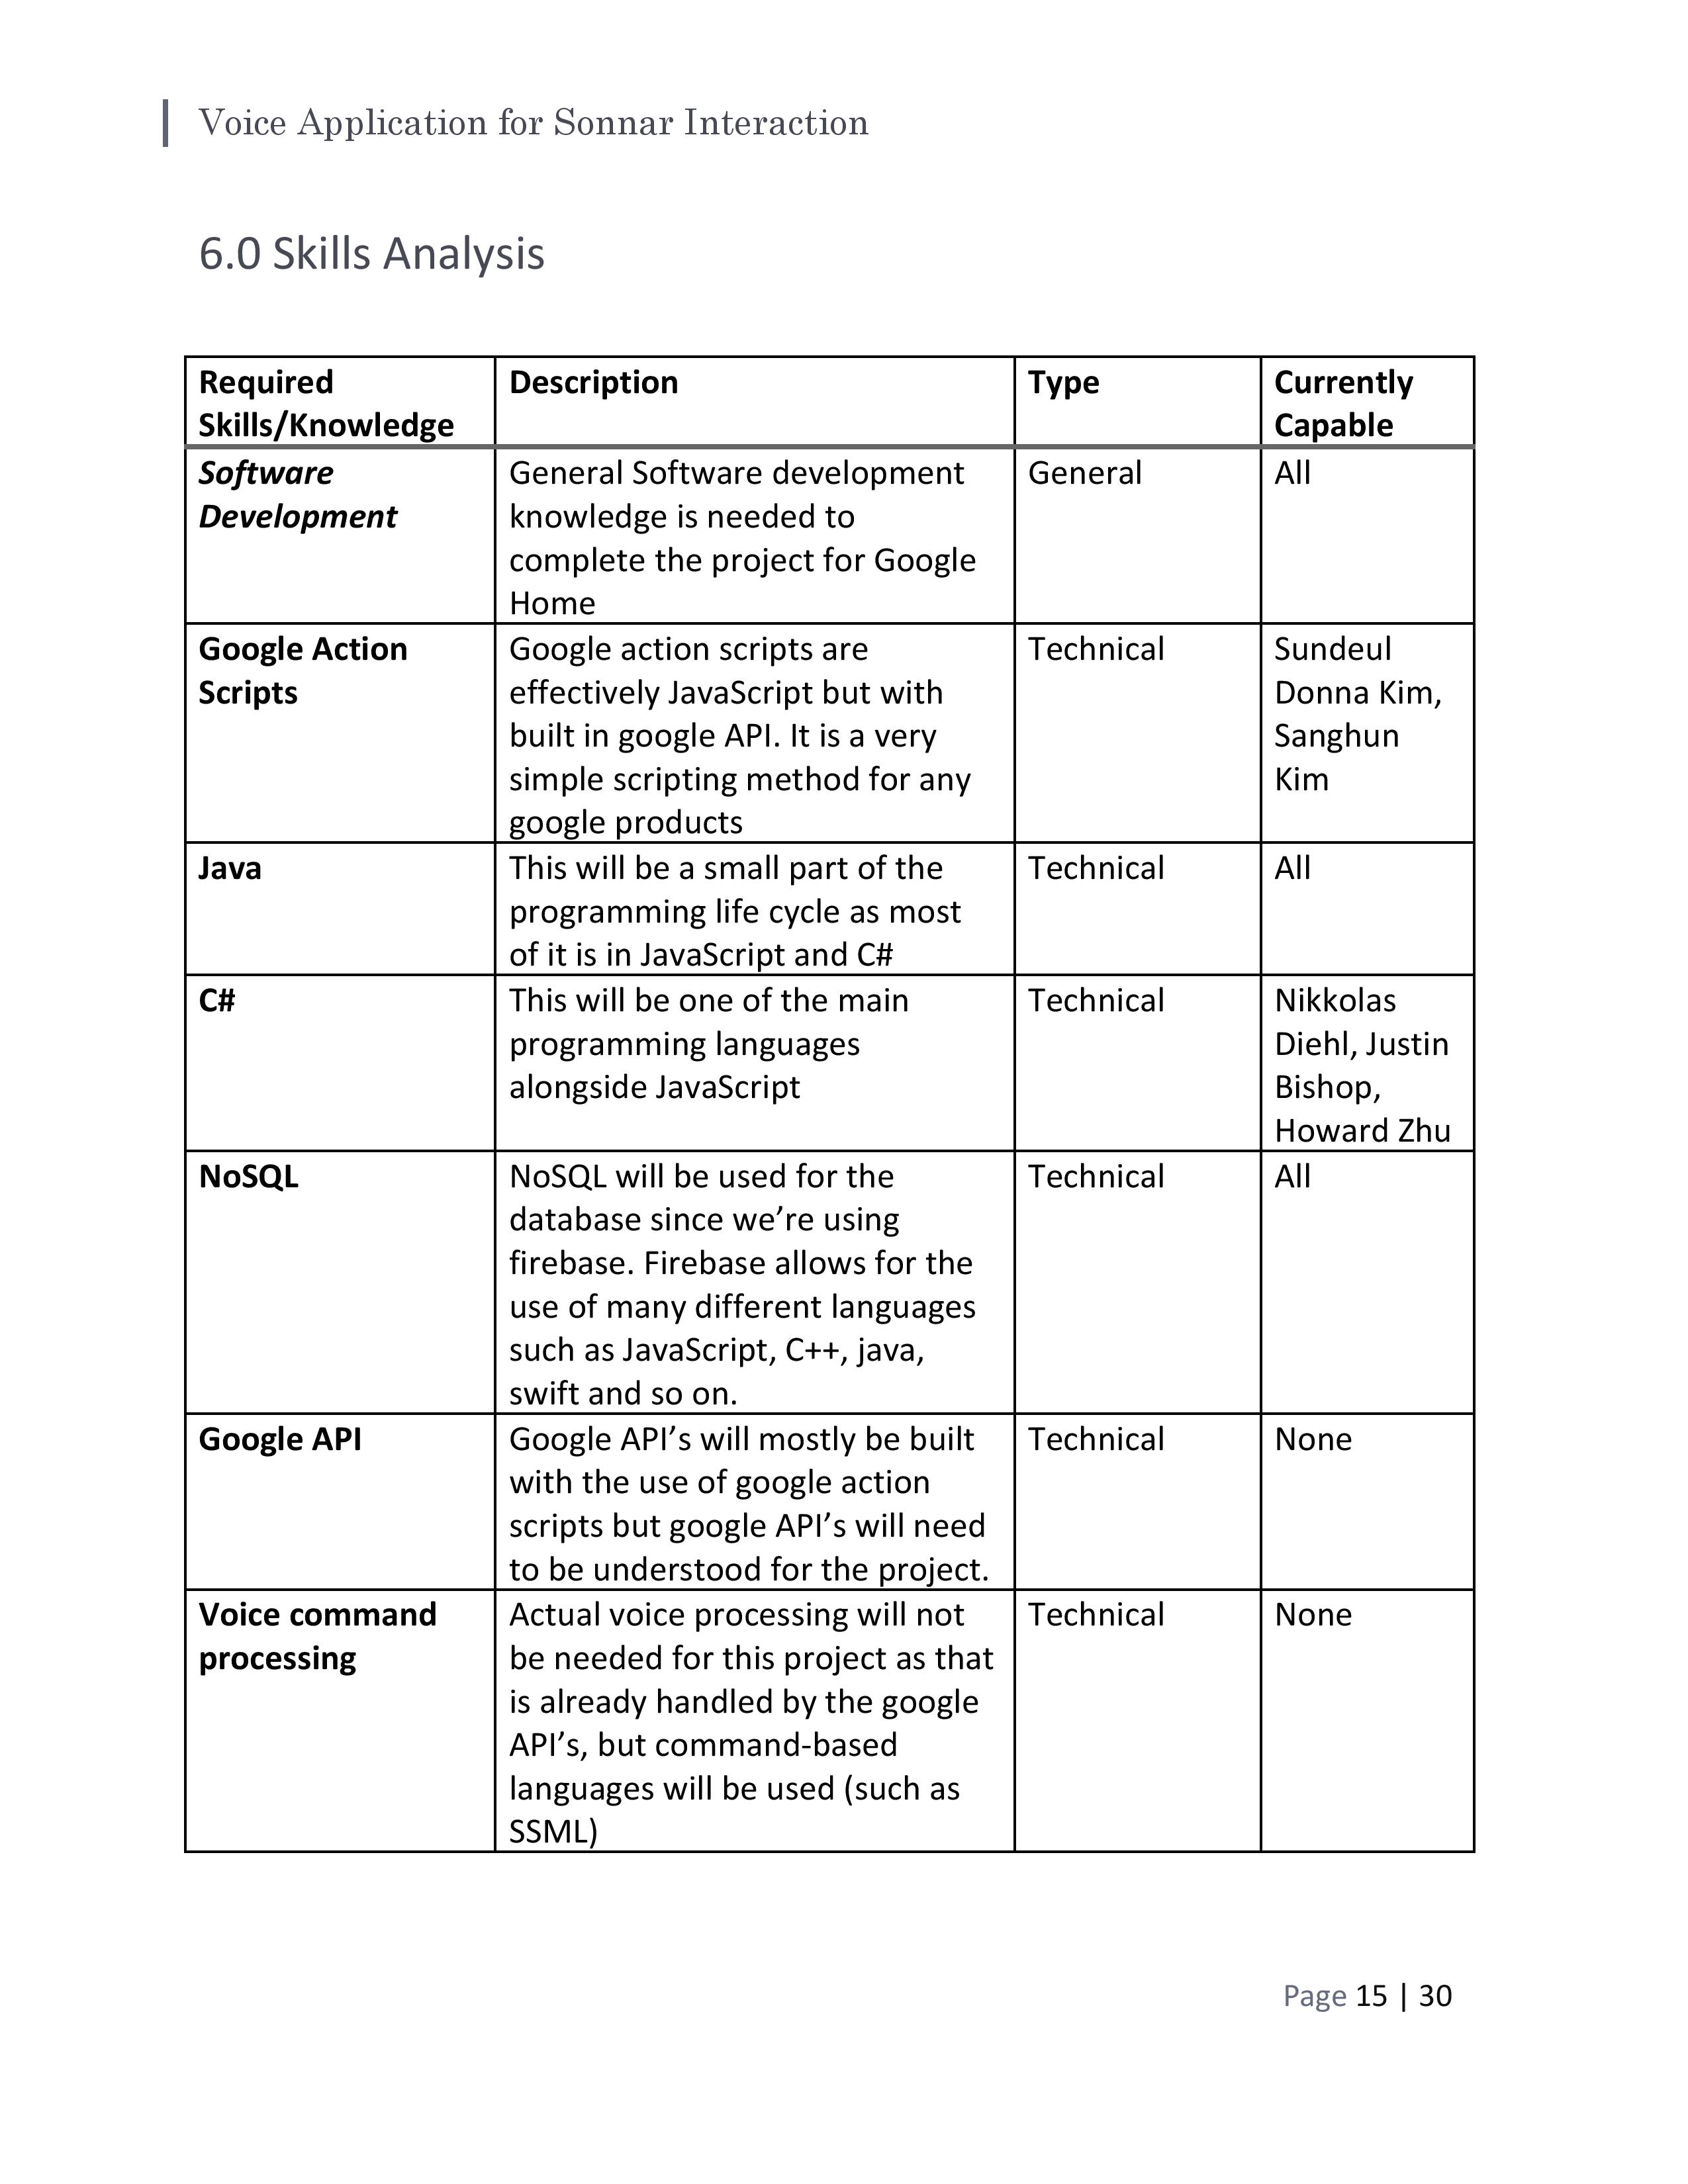 Voice Application for Sonnar Interaction
6.0 Skills Analysis
Required
Skills/Knowledge
Description
Type
Currently
Capable
Software
Development
General Software development
knowledge is needed to
complete the project for Google
Home
General
All
Google Action
Scripts
Google action scripts are
effectively JavaScript but with
built in google API. It is a very
simple scripting method for any
google products
Technical
Sundeul
Donna Kim,
Sanghun
Kim
Java
This will be a small part of the
programming life cycle as most
of it is in JavaScript and C#
Technical
All
C#
This will be one of the main
programming languages
alongside JavaScript
Technical
Nikkolas
Diehl, Justin
Bishop,
Howard Zhu
NoSQL
NoSQL will be used for the
database since we’re using
firebase. Firebase allows for the
use of many different languages
such as JavaScript, C++, java,
swift and so on.
Technical
All
Google API
Google API’s will mostly be built
with the use of google action
scripts but google API’s will need
to be understood for the project.
Technical
None
Voice command
processing
Actual voice processing will not
be needed for this project as that
is already handled by the google
API’s, but command-based
languages will be used (such as
SSML)
Technical
None
Page 15 | 30